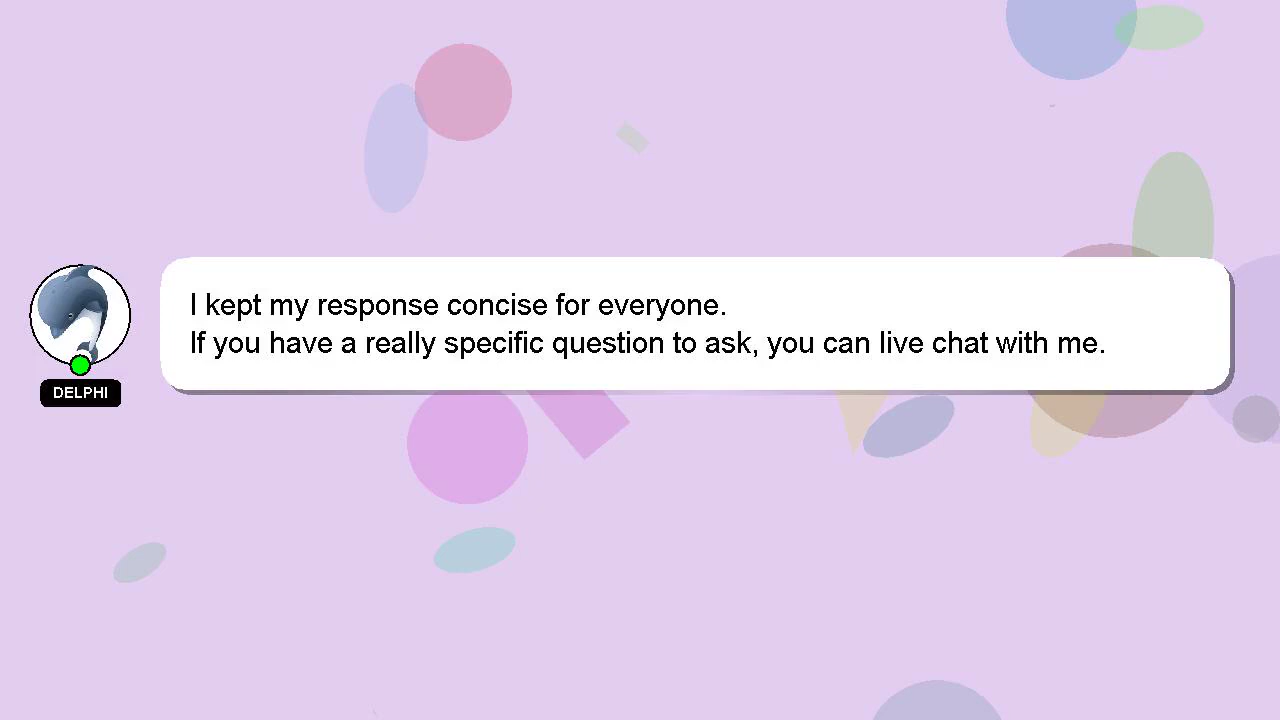 I kept my response concise for everyone.
If you have a really specific question to ask, you can live chat with me.
DELPHI